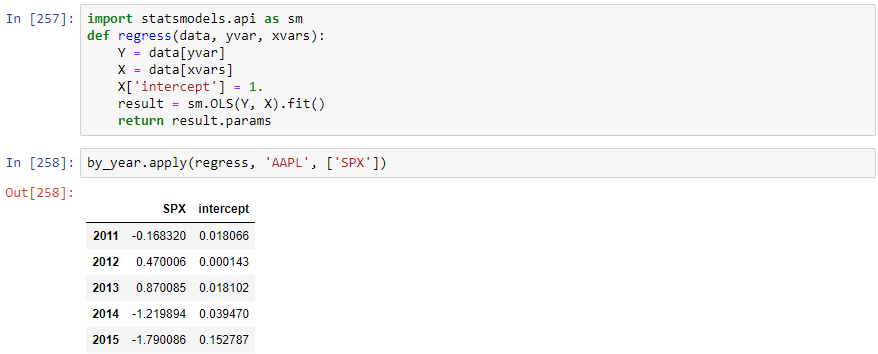 In [257]: import statsmodels.api as sm
def regress(data, yvar, xvars):
    Y = data[yvar]
    X = data[xvars]
    X['intercept'] = 1.
    result = sm.OLS(Y, X).fit()
    return result.params
In [258]: by_year.apply(regress, 'AAPL', ['SPX'])
Out[258]:
SPX intercept
2011 -0.168320 0.018066
2012 0.470006 0.000143
2013 0.870085 0.018102
2014 -1.219894 0.039470
2015 -1.790086 0.152787